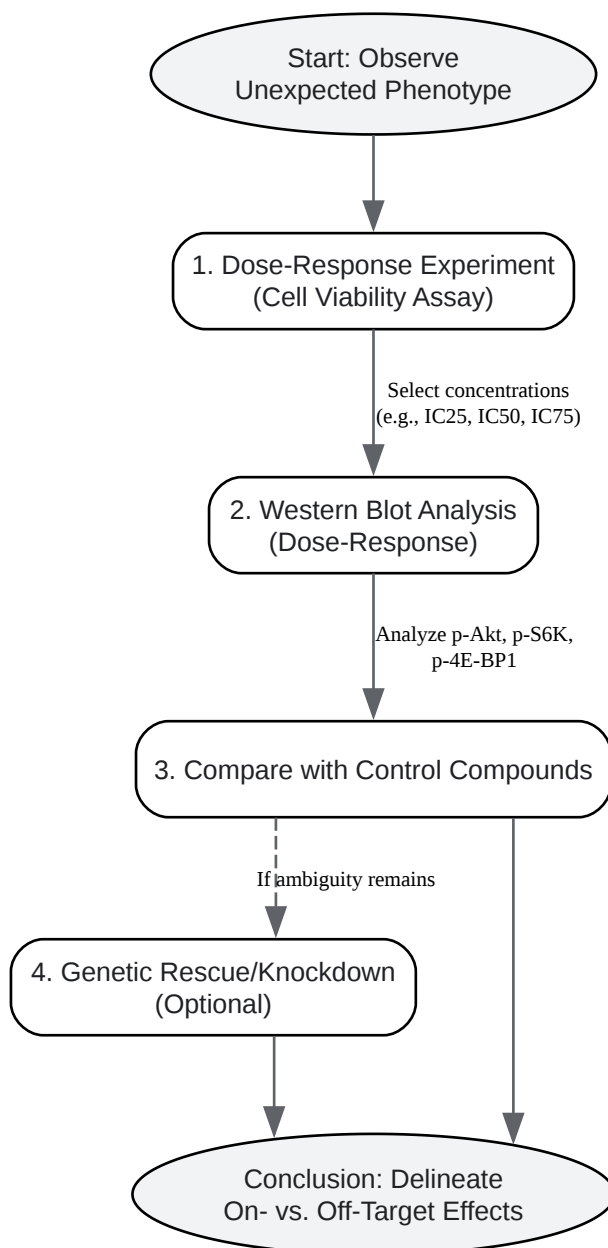 Start: Observe
Unexpected Phenotype
1. Dose-Response Experiment
(Cell Viability Assay)
Select concentrations
(e.g., IC25, IC50, IC75)
2. Western Blot Analysis
(Dose-Response)
Analyze p-Akt, p-S6K,
p-4E-BP1
3. Compare with Control Compounds
If ambiguity remains
4. Genetic Rescue/Knockdown
(Optional)
Conclusion: Delineate
On- vs. Off-Target Effects